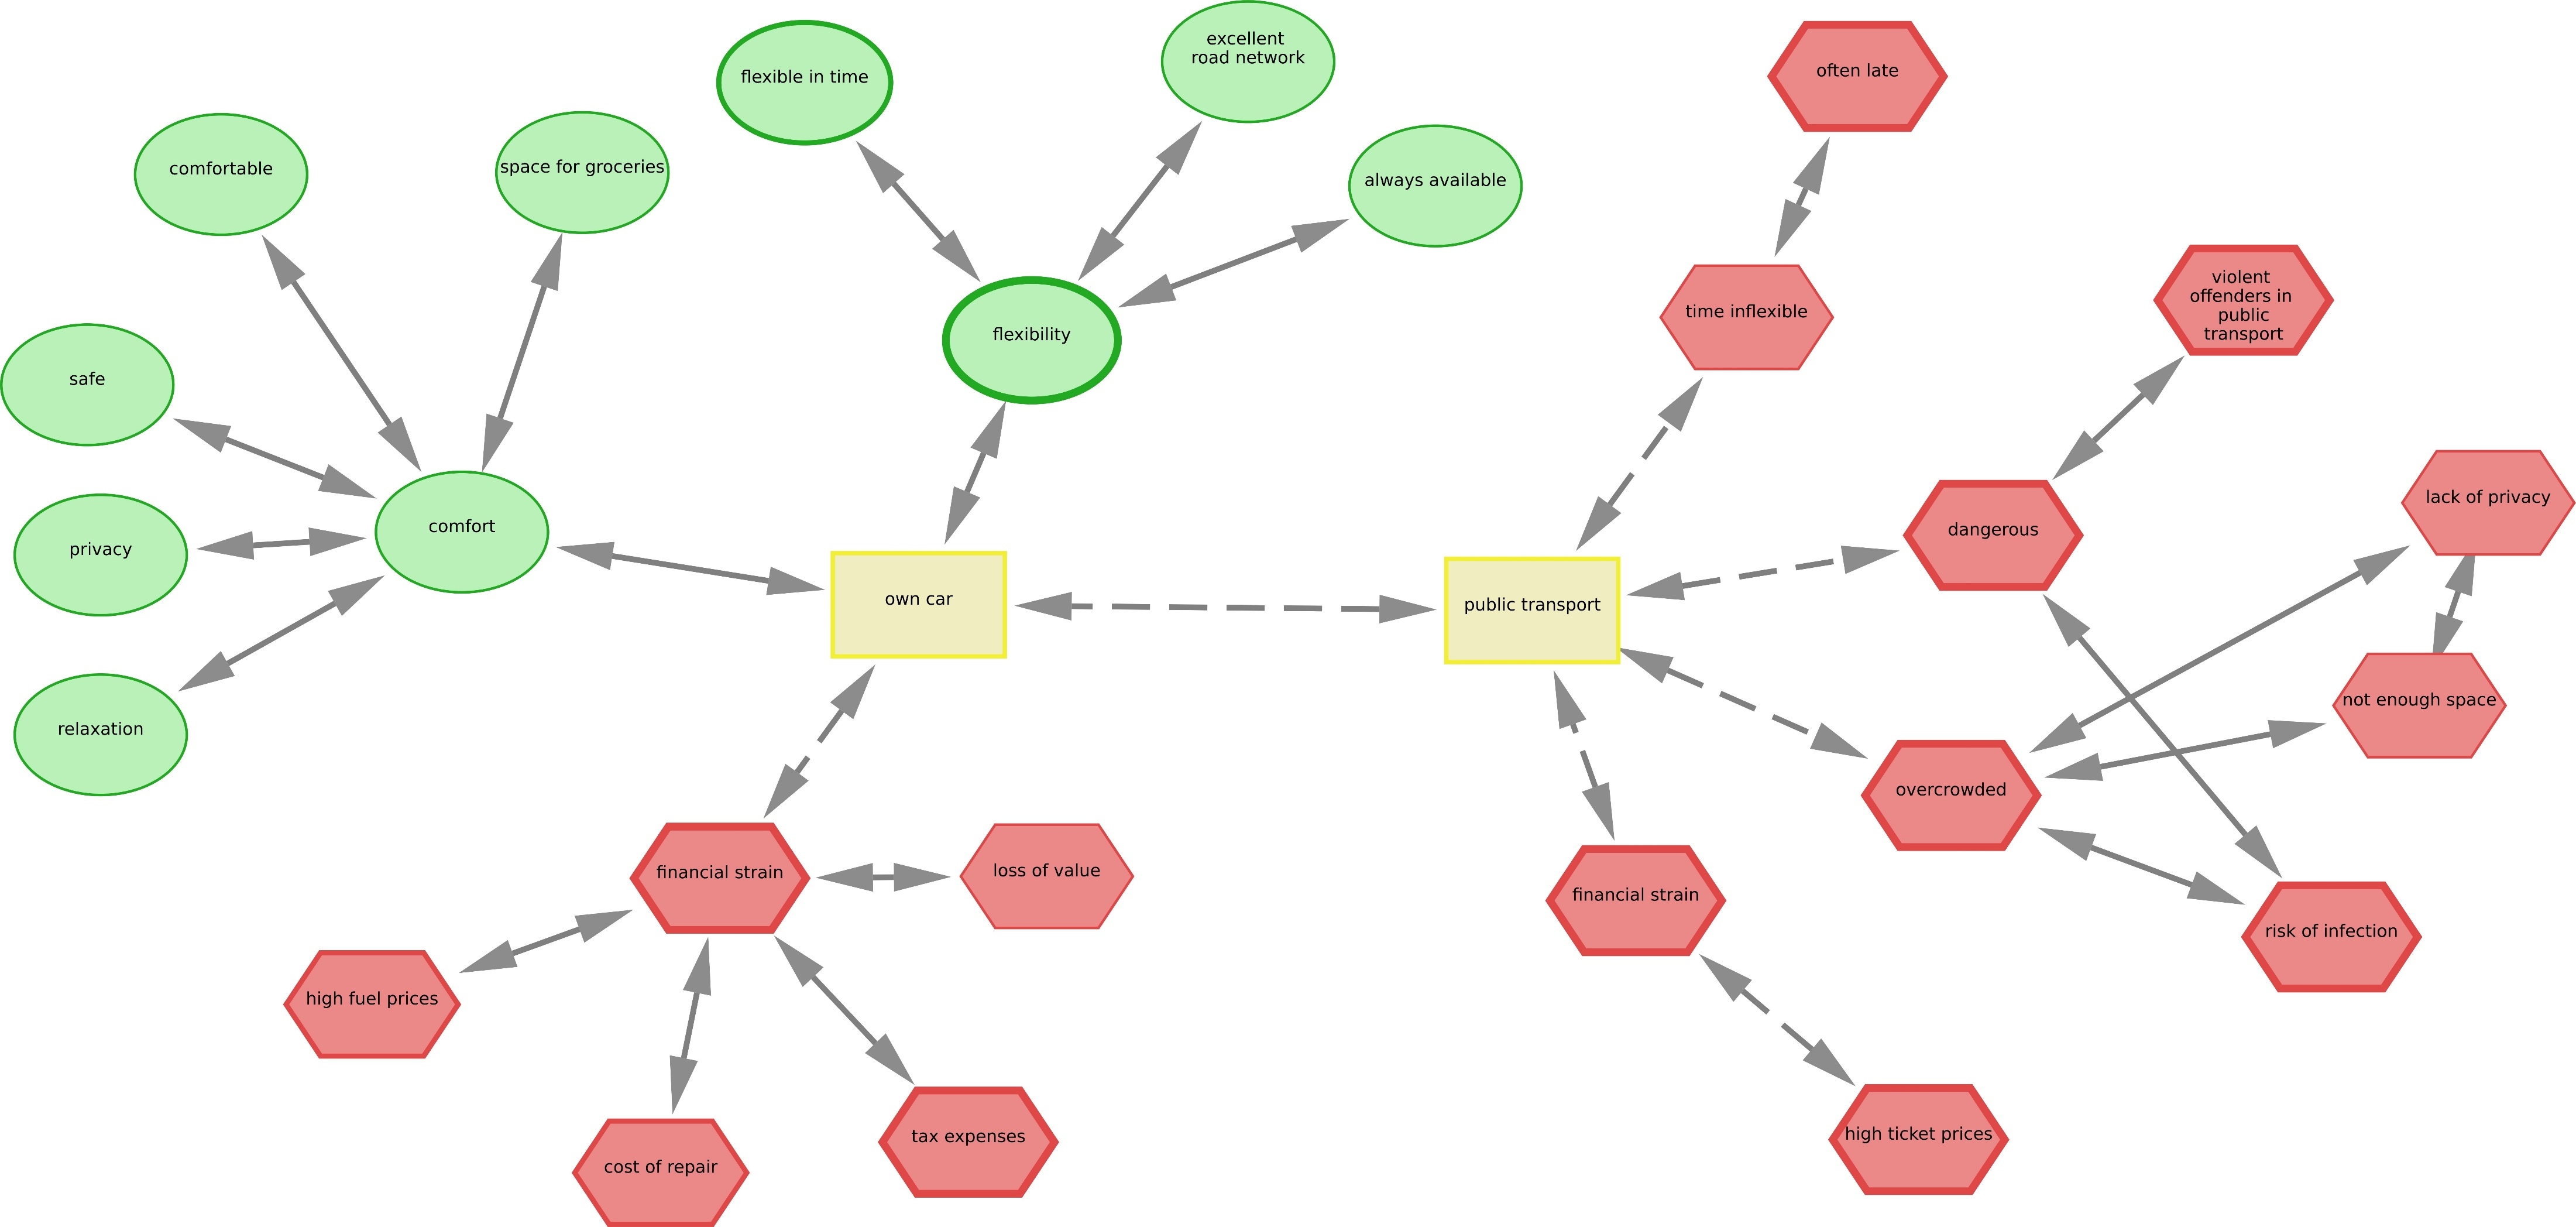 excellent
road network
flexible in time
often late
comfortable
space for groceries
always available
violent
offenders in
public
transport
time inflexible
flexibility
safe
lack of privacy
comfort
dangerous
privacy
own car
public transport
not enough space
relaxation
overcrowded
financial strain
loss of value
financial strain
risk of infection
high fuel prices
tax expenses
high ticket prices
cost of repair